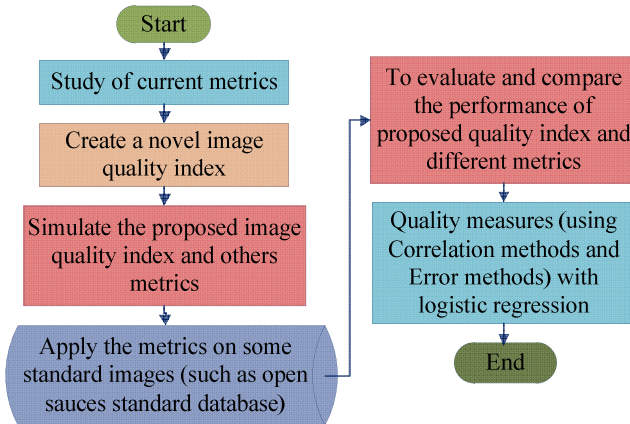 Start
Study of current metrics
Create a novel image
quality index
Simulate the proposed image
quality index and others
metrics
Apply the metrics on some
standard images (such as open
sauces standard database)
To evaluate and compare
the performance of
proposed quality index and
different metrics
Quality measures (using
Correlation methods and
Error methods) with
logistic regression
End